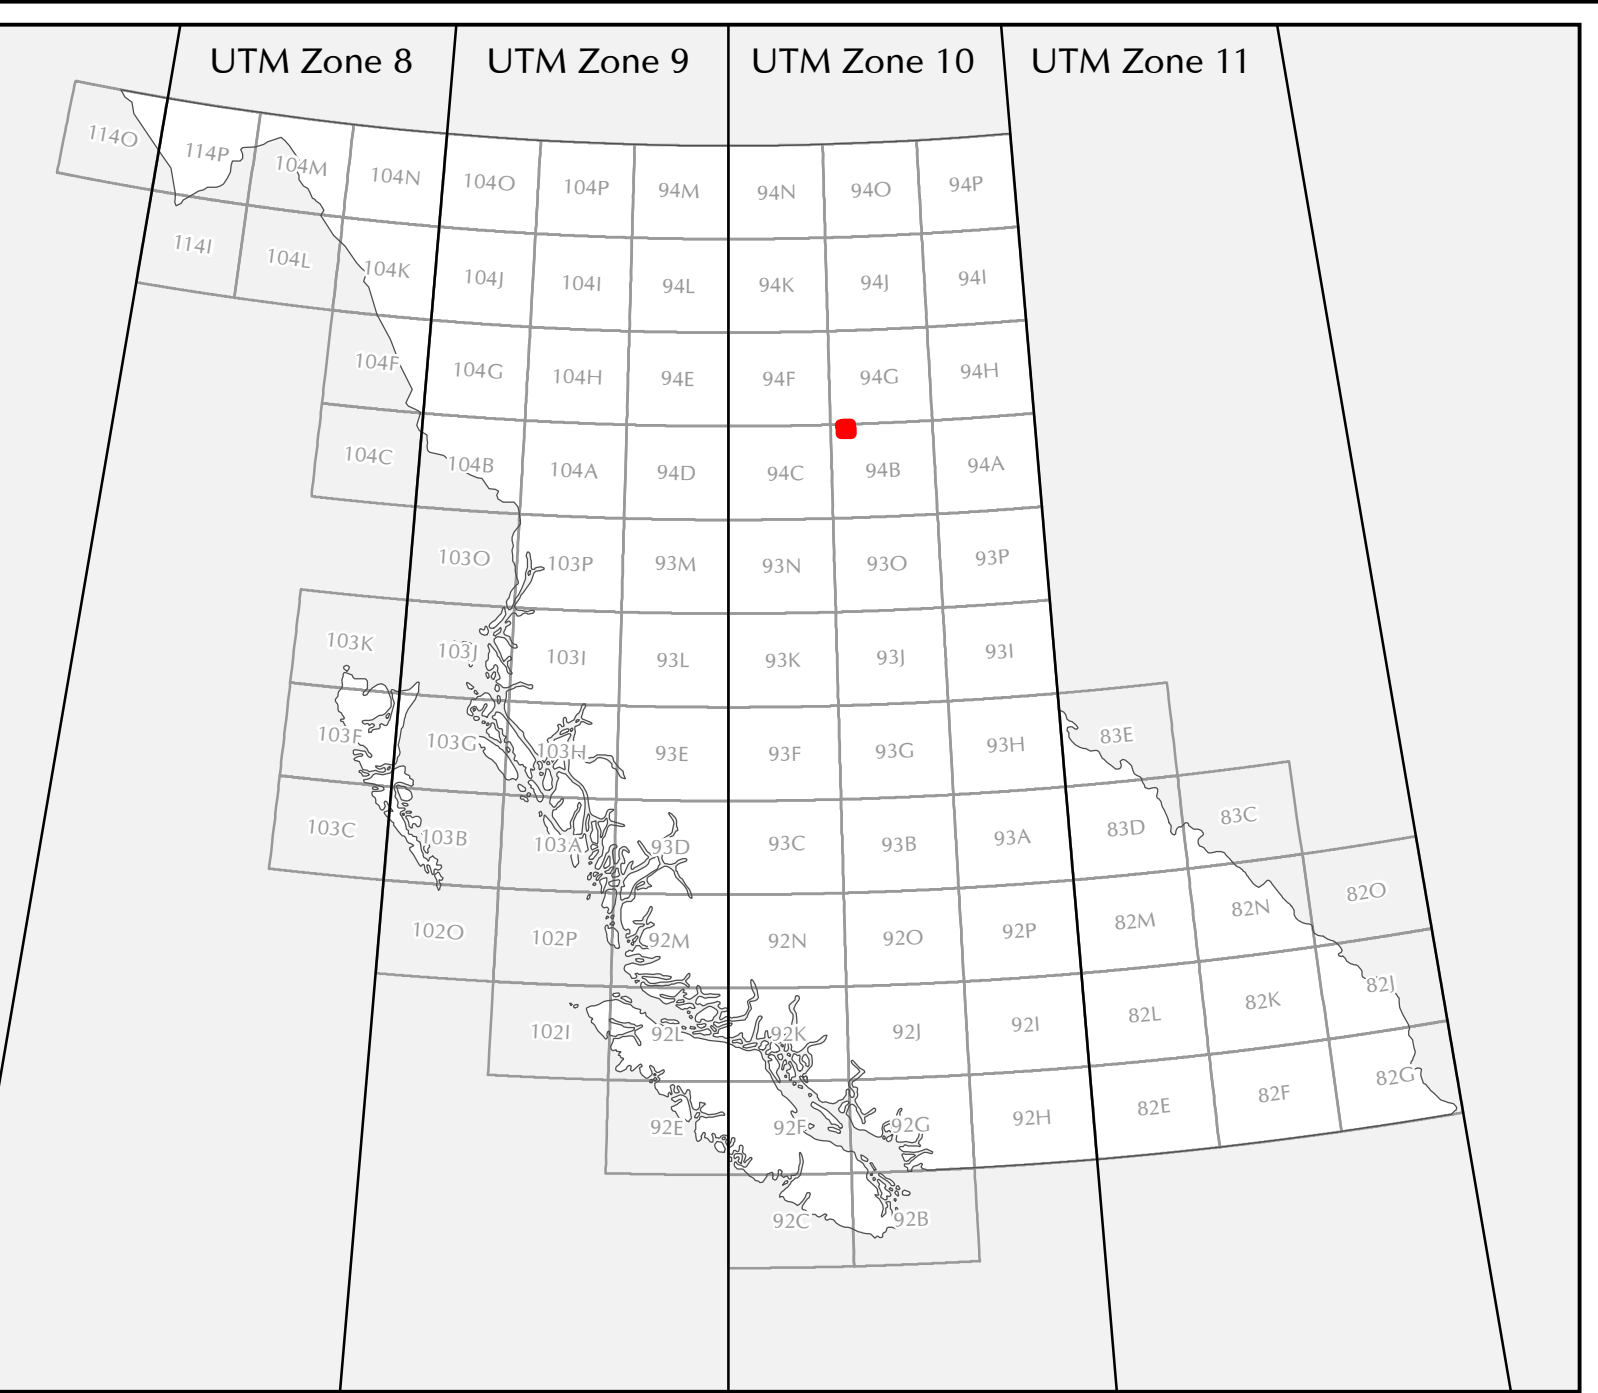 UTM Zone 8 UTM Zone 9 UTM Zone 10 UTM Zone 11
114O 114P 104M 104N 104O 104P 94M 94N 94O 94P
114I 104L 104K 104J 104I 94L 94K 94J 94I
104F 104G 104H 94E 94F 94G 94H
104C 104B 104A 94D 94C 94B 94A
103O 103P 93M 93N 93O 93P
103K 103J 103I 93L 93K 93J 93I
103F 103G 103H 93E 93F 93G 93H 83E
103C 103B 103A 93D 93C 93B 93A 83D 83C
102O 102P 92M 92N 92O 92P 82M 82N 82O
102I 92L 92K 92J 92I 82L 82K 82J
92E 92F 92G 92H 82E 82F 82G
92C 92B